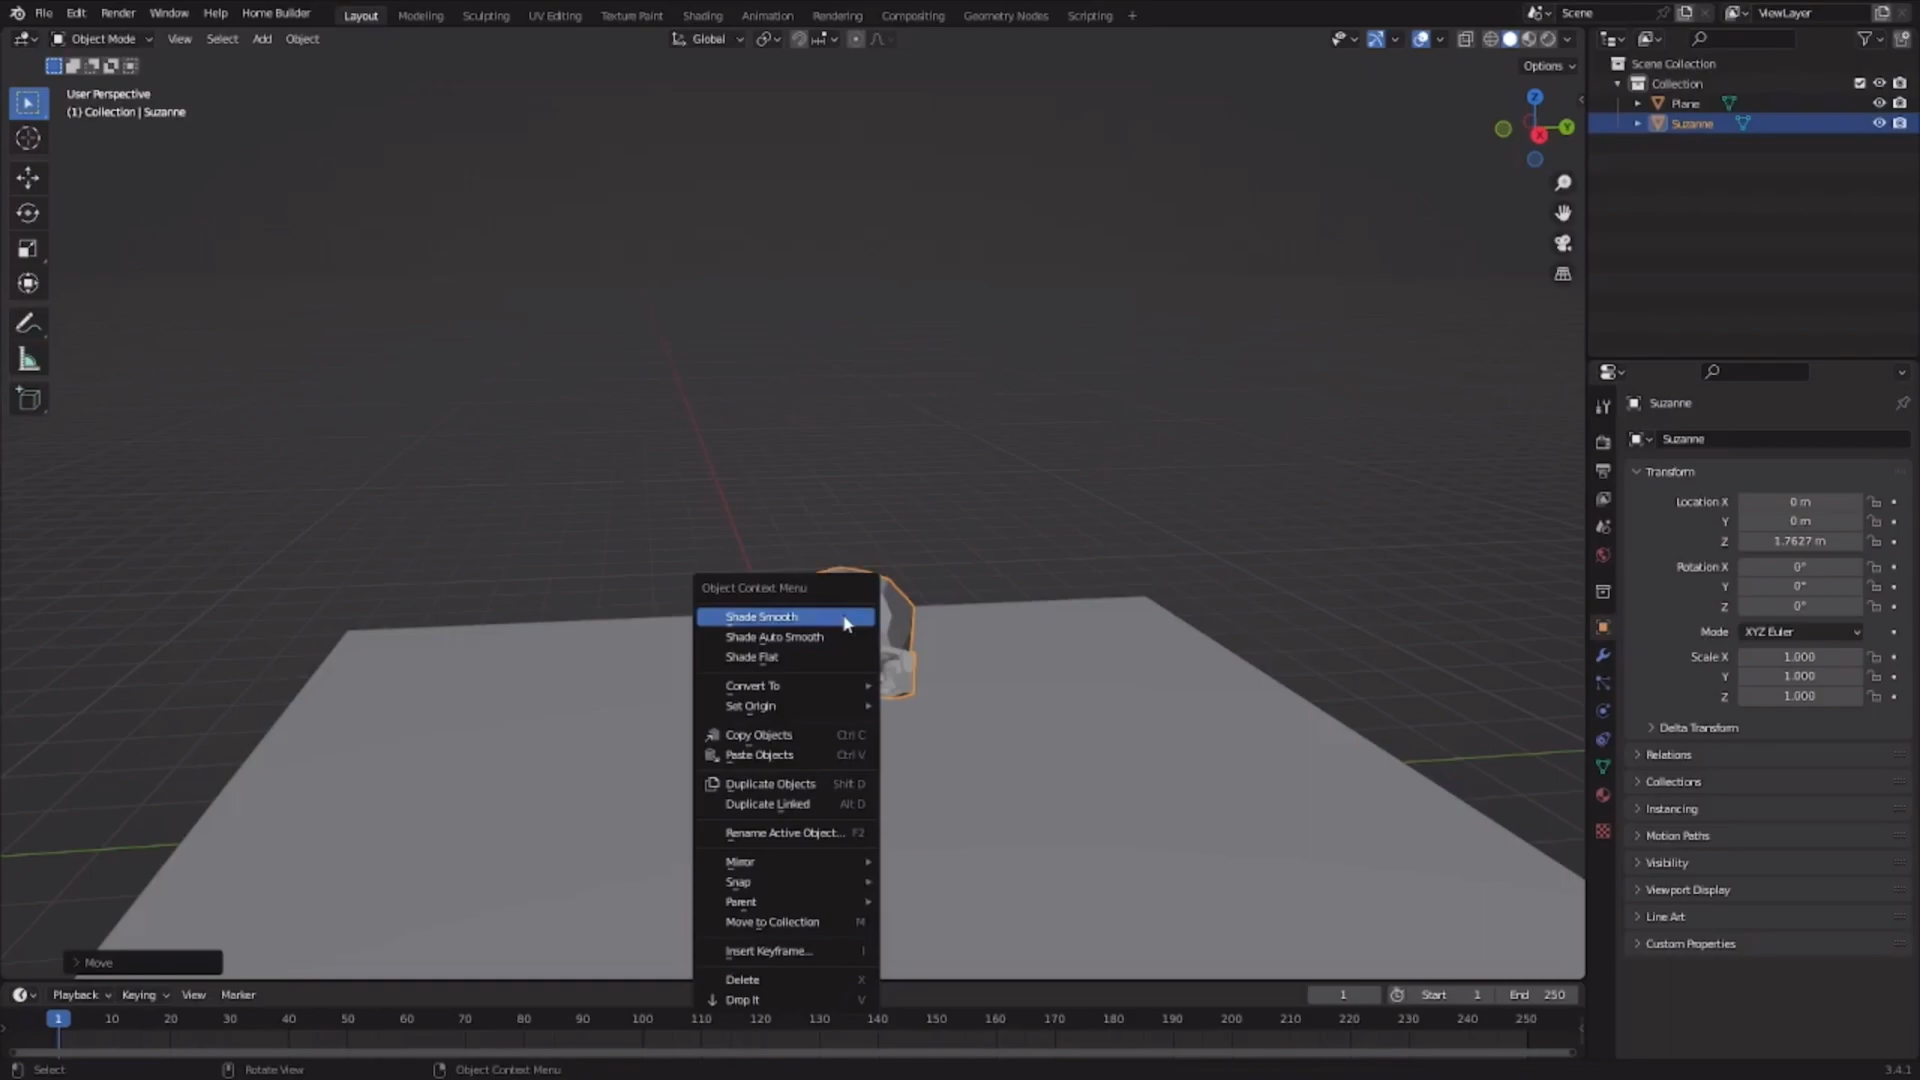 File Edit Render Window Help Home Builder Layout Modeling Sculpting UV Editing Texture Paint Shading Animation Rendering Compositing Geometry Nodes Scripting + Scene ViewLayer
Object Mode View Select Add Object Global
Options
User Perspective
(1) Collection | Suzanne
Z
Y
X
Scene Collection
Collection
Plane
Suzanne
Suzanne
Suzanne
Transform
Location X 0 m
Y 0 m
Z 1.7627 m
Rotation X 0°
Y 0°
Z 0°
Mode XYZ Euler
Scale X 1.000
Y 1.000
Z 1.000
Delta Transform
Relations
Collections
Instancing
Motion Paths
Visibility
Viewport Display
Line Art
Custom Properties
Object Context Menu
Shade Smooth
Shade Auto Smooth
Shade Flat
Convert To
Set Origin
Copy Objects Ctrl C
Paste Objects Ctrl V
Duplicate Objects Shift D
Duplicate Linked Alt D
Rename Active Object... F2
Mirror
Snap
Parent
Move to Collection M
Insert Keyframe... I
Delete X
Drop It V
Move
Playback Keying View Marker 1 Start 1 End 250
1 10 20 30 40 50 60 70 80 90 100 110 120 130 140 150 160 170 180 190 200 210 220 230 240 250
Select Rotate View Object Context Menu 3.4.1